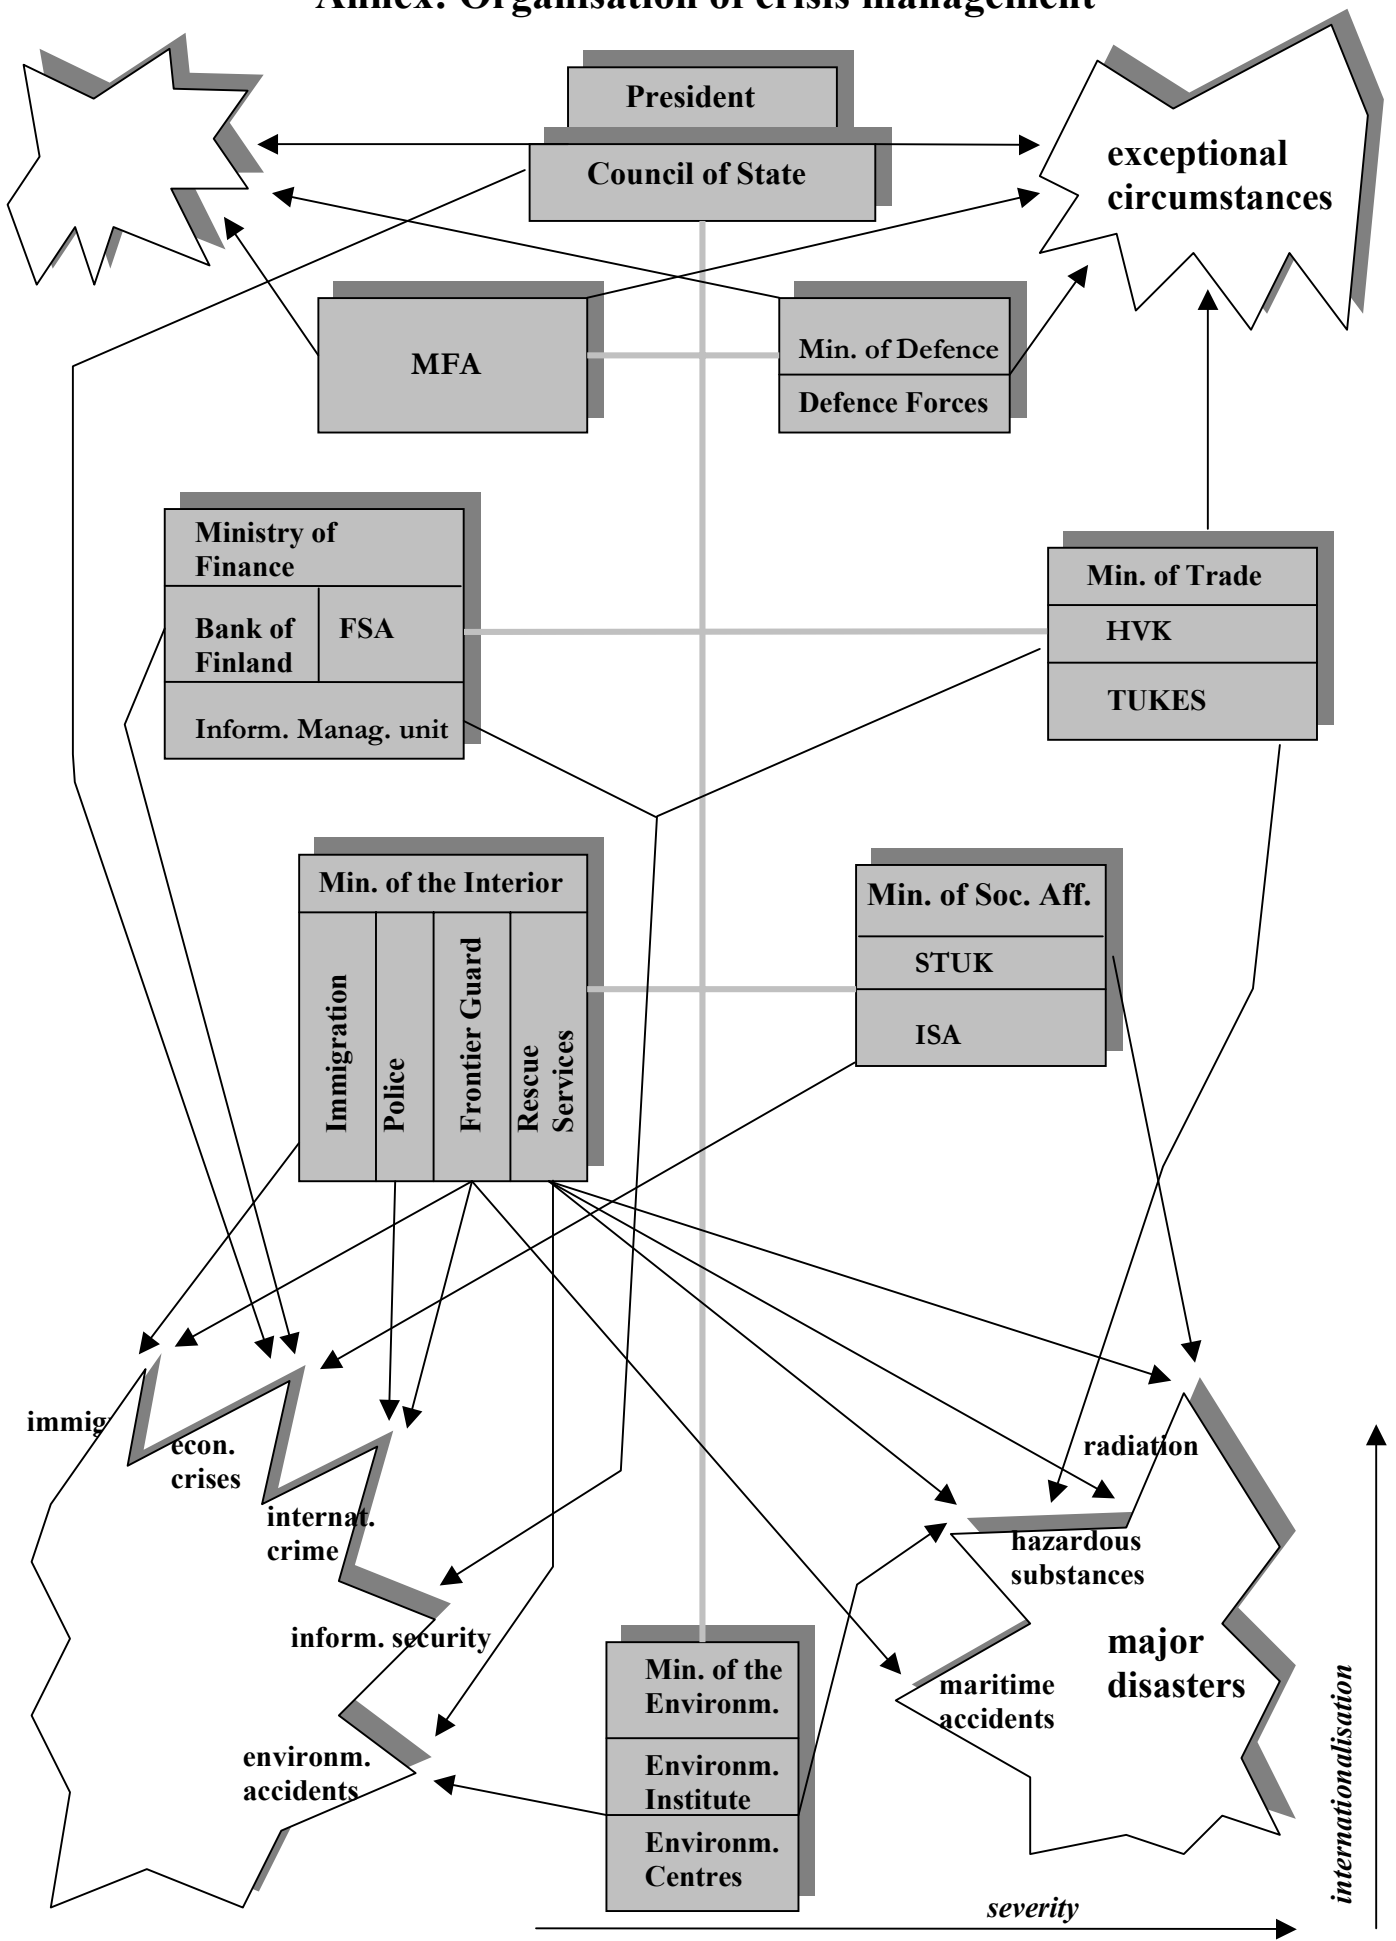 Annex: Organisation of crisis management
President
Council of State
exceptional
circumstances
MFA
Min. of Defence
Defence Forces
Ministry of
Finance
Bank of
Finland
FSA
Inform. Manag. unit
Min. of Trade
HVK
TUKES
Min. of the Interior
Immigration
Police
Frontier Guard
Rescue
Services
Min. of Soc. Aff.
STUK
ISA
immig
econ.
crises
internat.
crime
inform. security
environm.
accidents
radiation
hazardous
substances
major
disasters
maritime
accidents
Min. of the
Environm.
Environm.
Institute
Environm.
Centres
severity
internationalisation